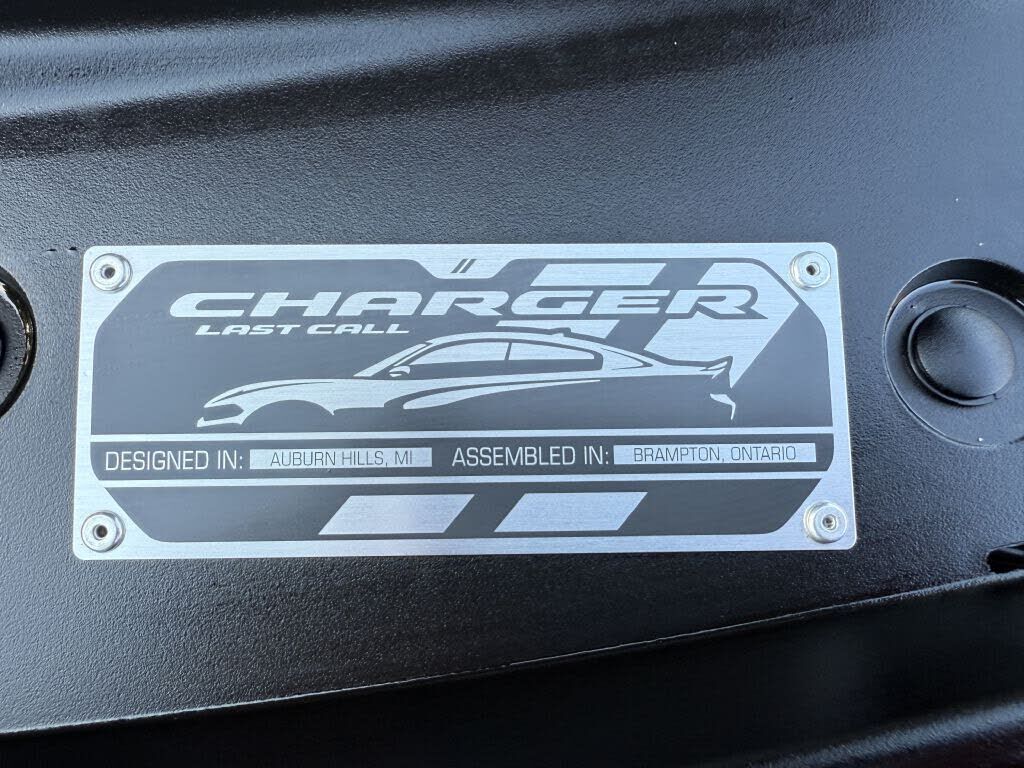 CHARGER
LAST CALL
DESIGNED IN: AUBURN HILLS, MI ASSEMBLED IN: BRAMPTON, ONTARIO